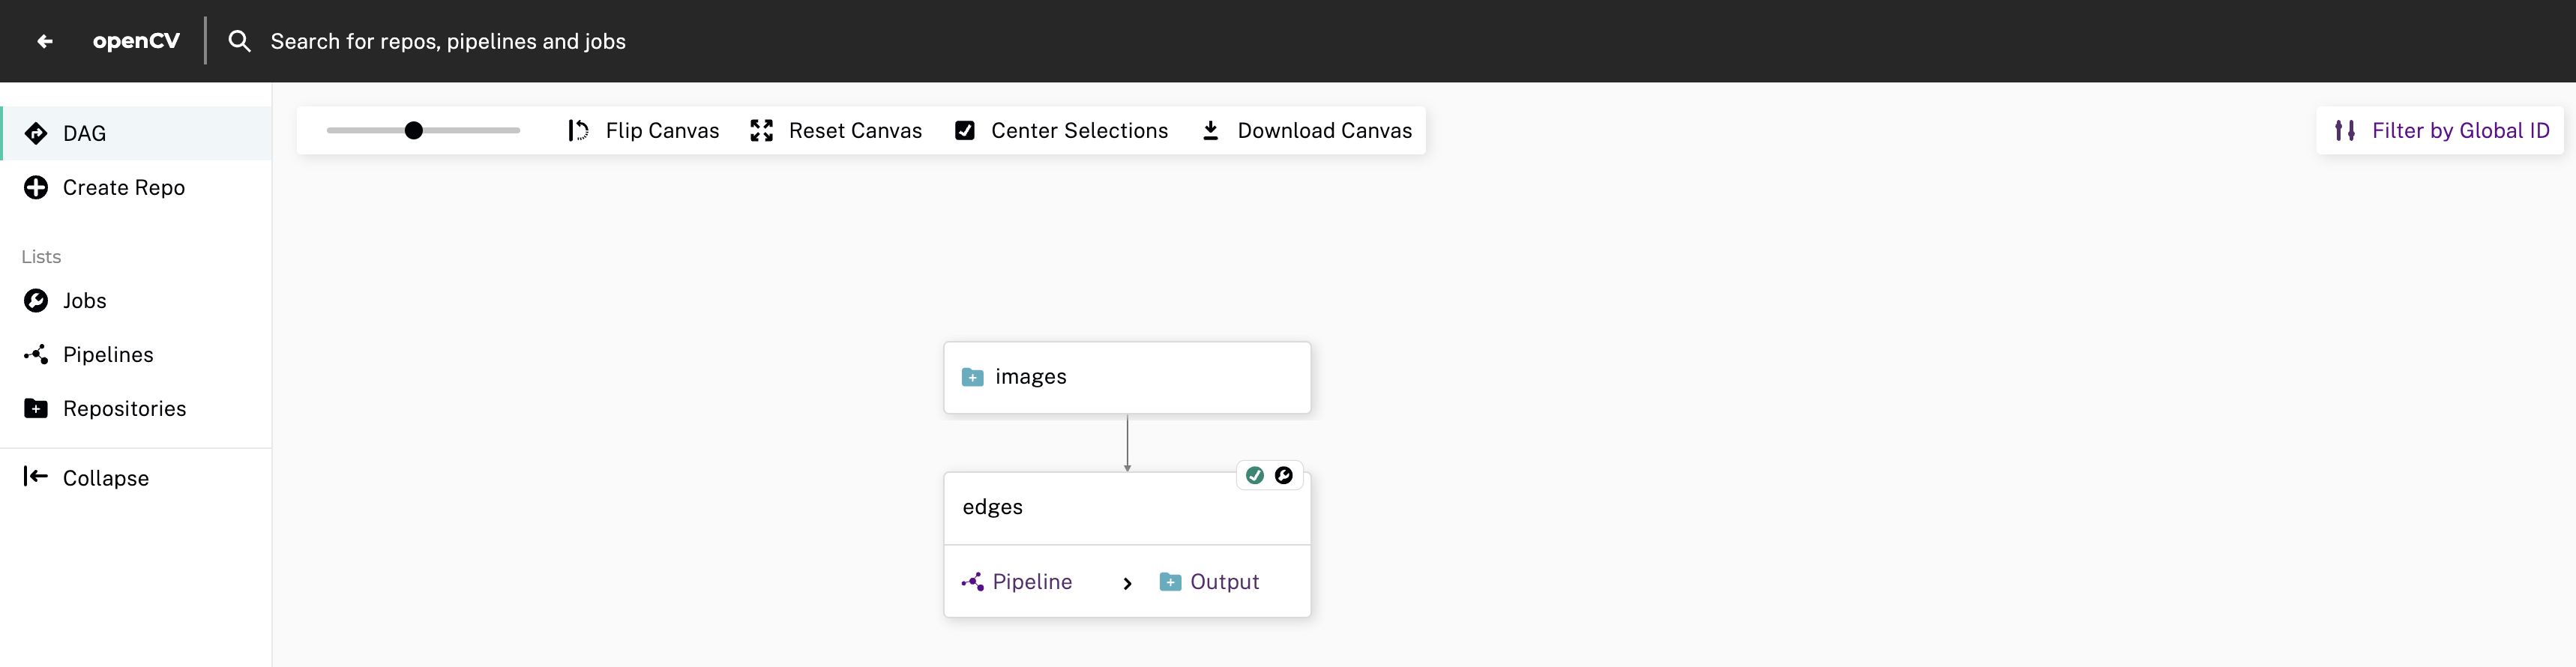 openCV
Search for repos, pipelines and jobs
DAG
Create Repo
Lists
Jobs
Pipelines
Repositories
Collapse
Flip Canvas
Reset Canvas
Center Selections
Download Canvas
Filter by Global ID
images
edges
Pipeline
Output